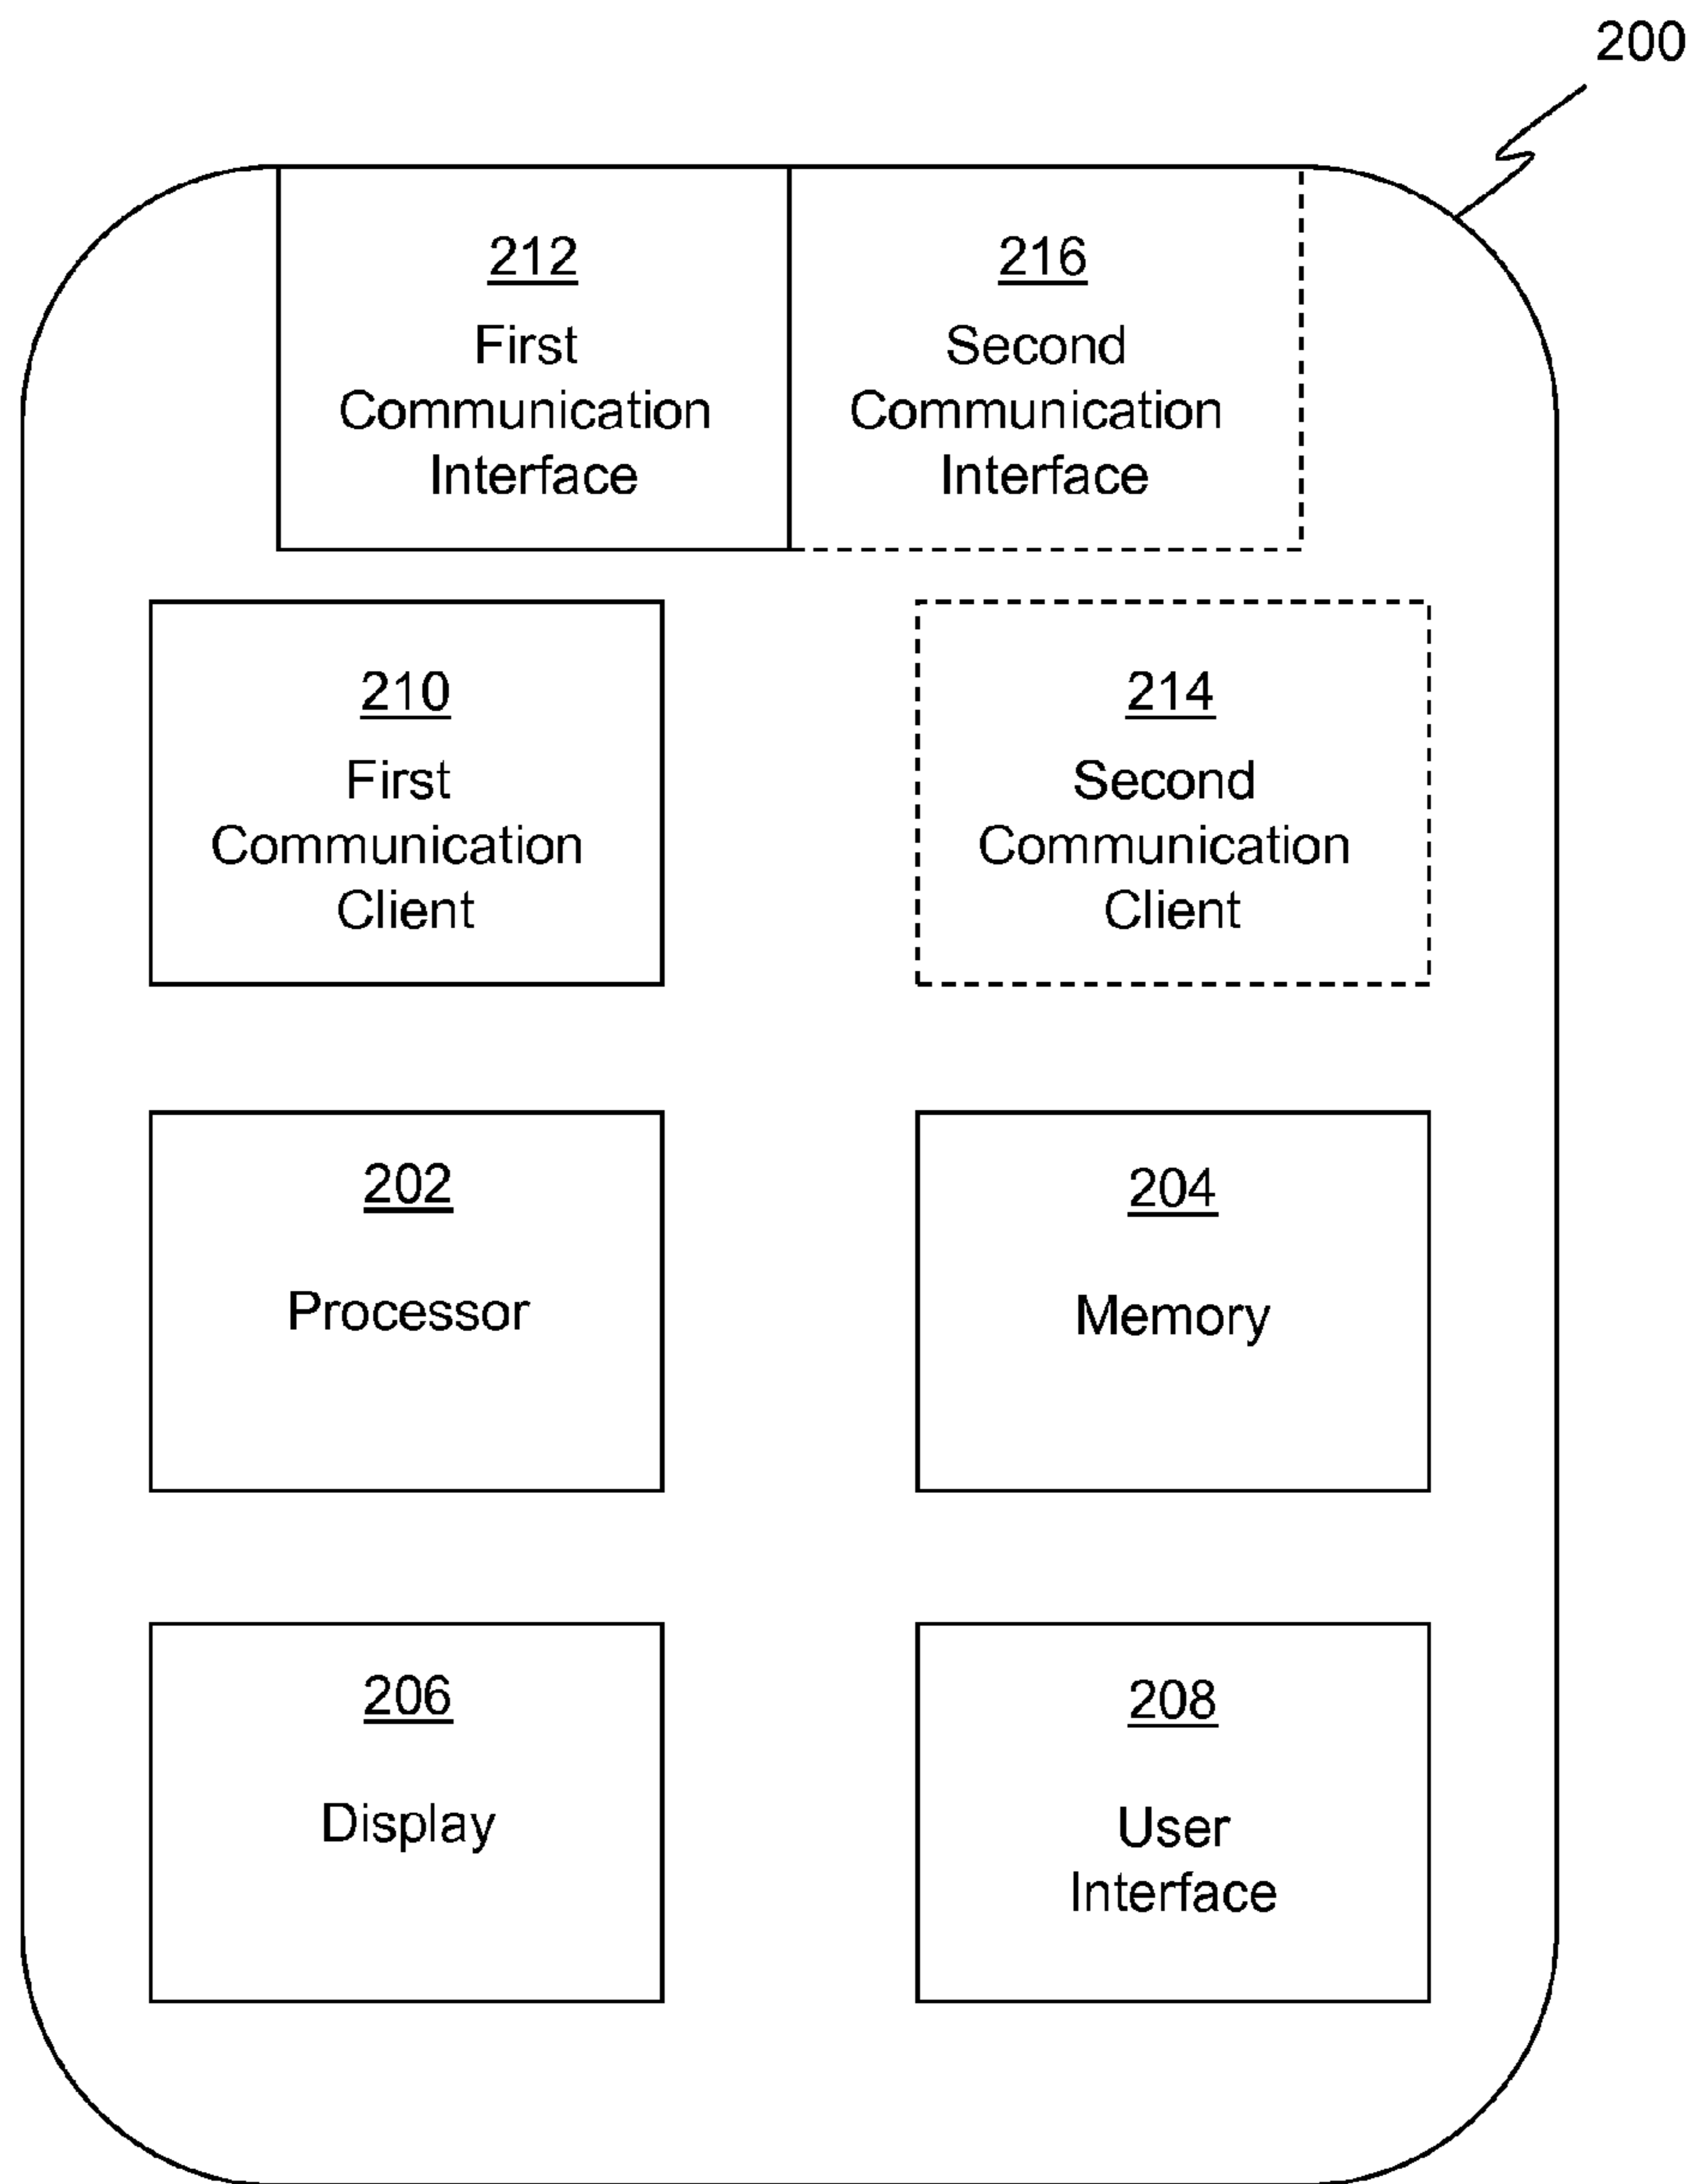 200
212
First
Communication
Interface
216
Second
Communication
Interface
210
First
Communication
Client
214
Second
Communication
Client
202
Processor
204
Memory
206
Display
208
User
Interface